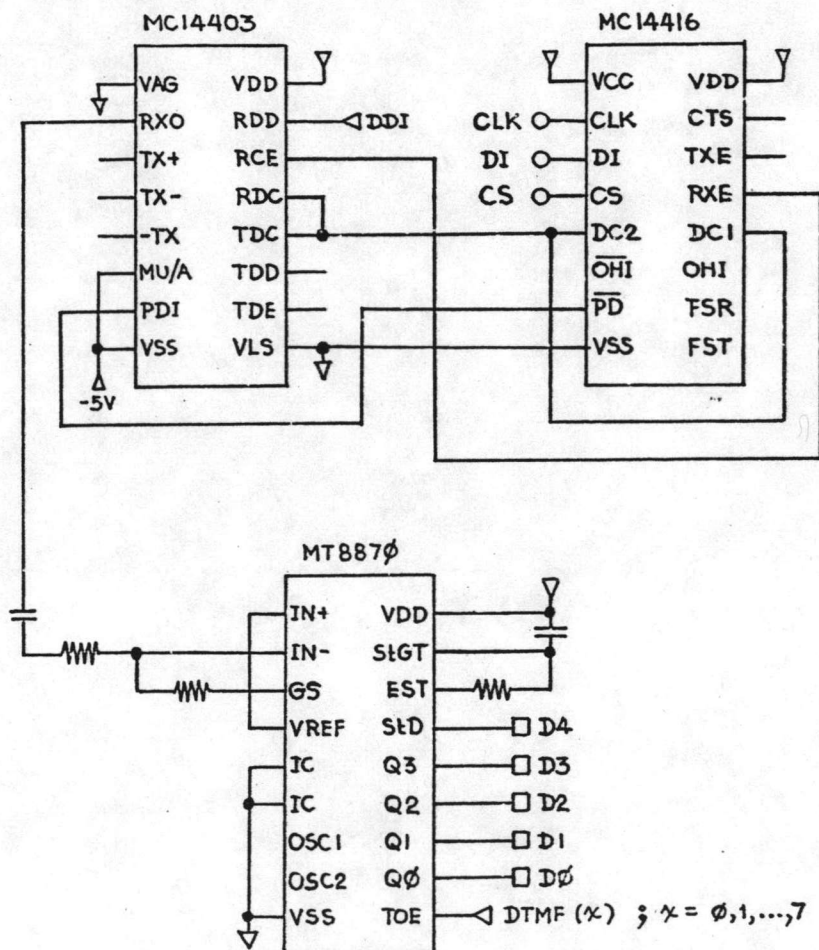 MC14403
MC14416
VAG VDD
RXO RDD DDI
TX+ RCE
TX- RDC
-TX TDC
MU/A TDD
PDI TDE
VSS VLS
-5V
VCC VDD
CLK CLK CTS
DI DI TXE
CS CS RXE
DC2 DC1
OHI OHI
PD FSR
VSS FST
MT887Ø
IN+ VDD
IN- StGT
GS EST
VREF StD D4
IC Q3 D3
IC Q2 D2
OSC1 Q1 D1
OSC2 QØ DØ
VSS TOE DTMF (x) ; x = Ø,1,...,7